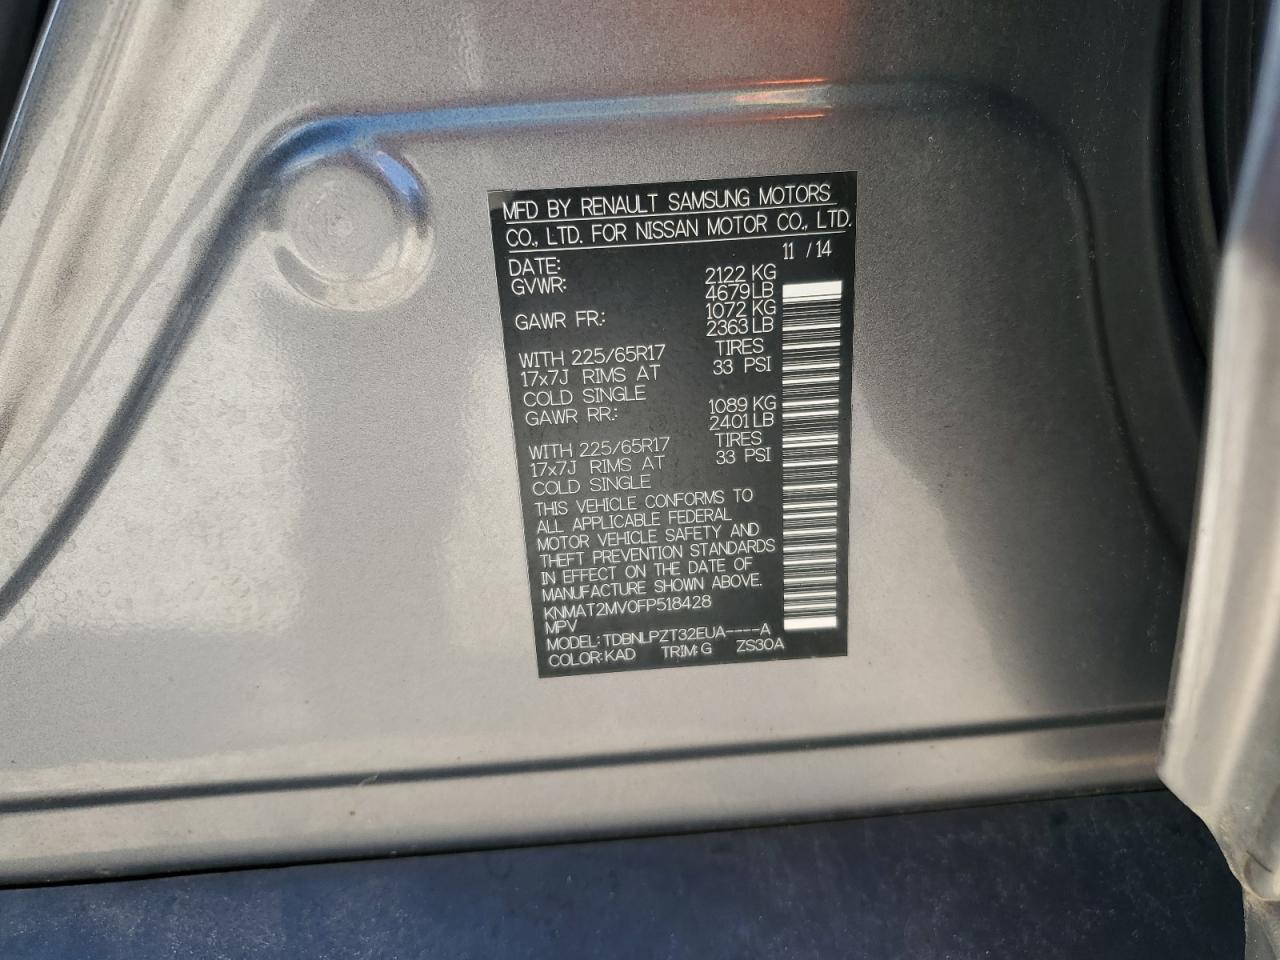 MFD BY RENAULT SAMSUNG MOTORS
CO., LTD. FOR NISSAN MOTOR CO., LTD.
DATE: 11 / 14
GVWR: 2122 KG
4679 LB
GAWR FR.: 1072 KG
2363 LB
WITH 225/65R17 TIRES
17x7J RIMS AT 33 PSI
COLD SINGLE
GAWR RR.: 1089 KG
2401 LB
WITH 225/65R17 TIRES
17x7J RIMS AT 33 PSI
COLD SINGLE
THIS VEHICLE CONFORMS TO
ALL APPLICABLE FEDERAL
MOTOR VEHICLE SAFETY AND
THEFT PREVENTION STANDARDS
IN EFFECT ON THE DATE OF
MANUFACTURE SHOWN ABOVE.
KNMAT2MV0FP518428
MPV
MODEL: TDBNLPZT32EUA----A
COLOR: KAD TRIM: G ZS30A